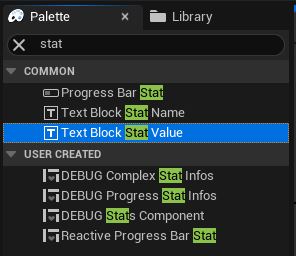 Palette
Library
stat
COMMON
Progress Bar Stat
Text Block Stat Name
Text Block Stat Value
USER CREATED
DEBUG Complex Stat Infos
DEBUG Progress Stat Infos
DEBUG Stats Component
Reactive Progress Bar Stat